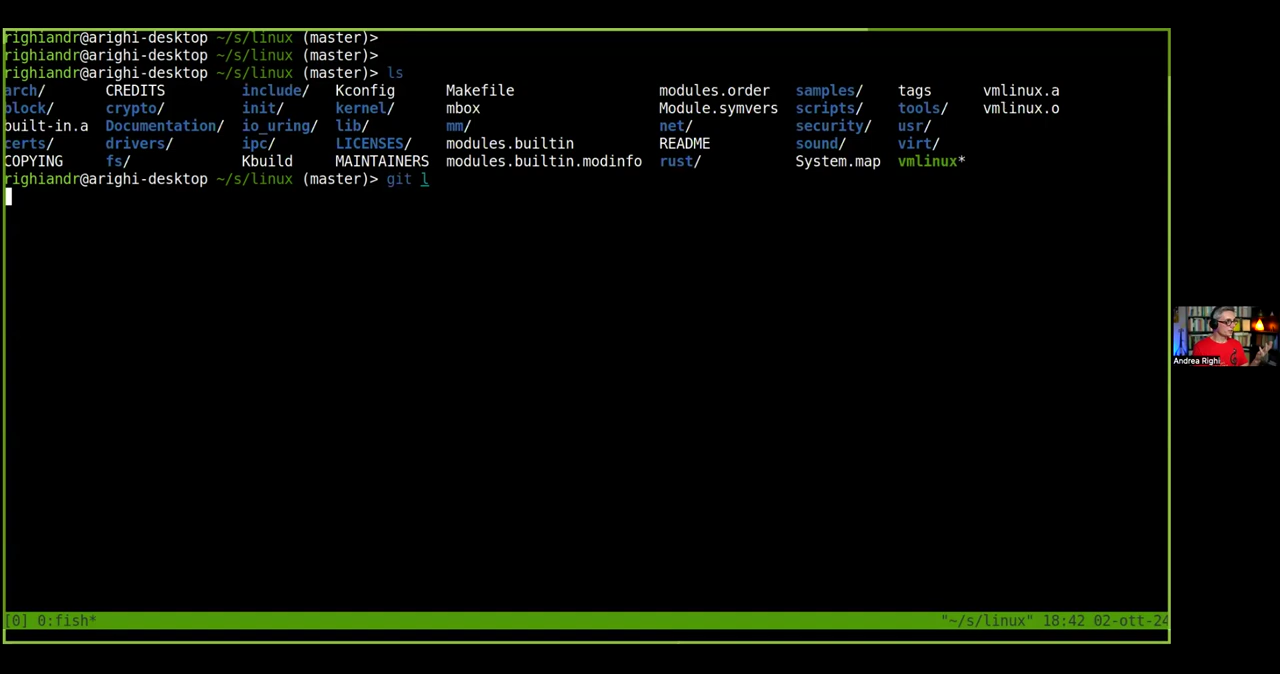 righiandr@arighi-desktop ~/s/linux (master)>
righiandr@arighi-desktop ~/s/linux (master)>
righiandr@arighi-desktop ~/s/linux (master)> ls
arch/ CREDITS include/ Kconfig Makefile modules.order samples/ tags vmlinux.a
block/ crypto/ init/ kernel/ mbox Module.symvers scripts/ tools/ vmlinux.o
built-in.a Documentation/ io_uring/ lib/ mm/ net/ security/ usr/
certs/ drivers/ ipc/ LICENSES/ modules.builtin README sound/ virt/
COPYING fs/ Kbuild MAINTAINERS modules.builtin.modinfo rust/ System.map vmlinux*
righiandr@arighi-desktop ~/s/linux (master)> git l
Andrea Righi...
[0] 0:fish* "~/s/linux" 18:42 02-ott-24